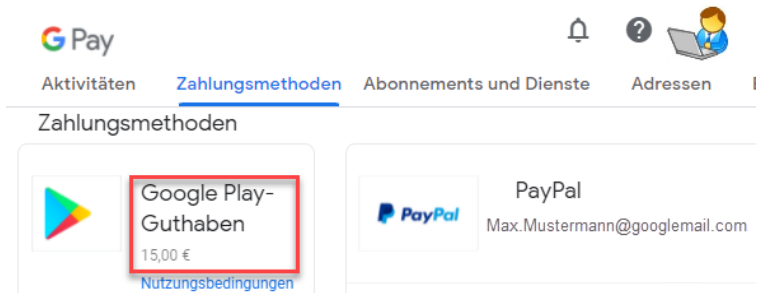 G Pay
Aktivitäten Zahlungsmethoden Abonnements und Dienste Adressen
Zahlungsmethoden
Google Play-
Guthaben
15,00 €
Nutzungsbedingungen
PayPal
PayPal
Max.Mustermann@googlemail.com